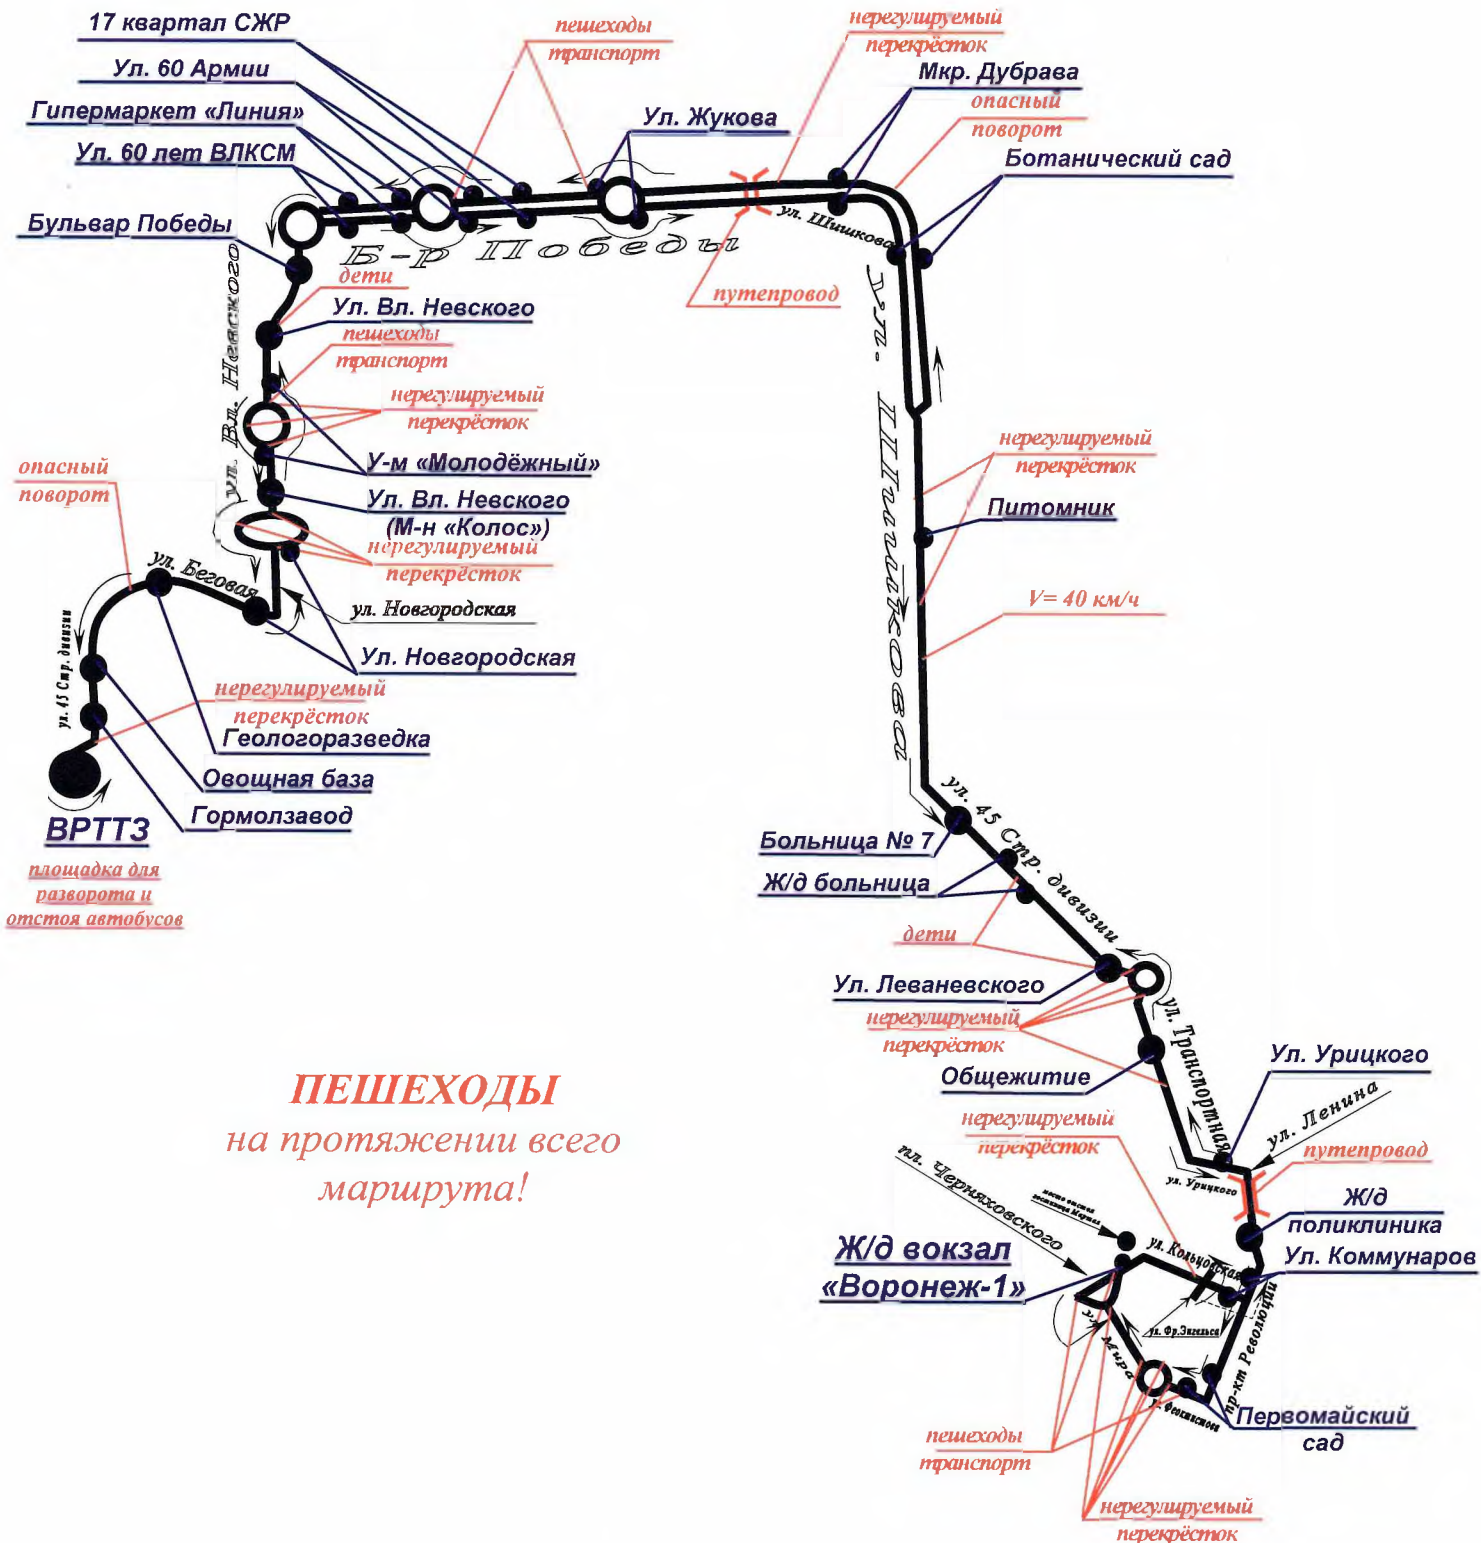 17 квартал СЖР
Ул. 60 Армии
Гипермаркет «Линия»
Ул. 60 лет ВЛКСМ
Бульвар Победы
пешеходы
транспорт
нерегулируемый
перекрёсток
Ул. Жукова
Мкр. Дубрава
опасный
поворот
Ботанический сад
ул. Шишкова
Б-р Победы
путепровод
ул. Вл. Невского
дети
Ул. Вл. Невского
пешеходы
транспорт
нерегулируемый
перекрёсток
У-м «Молодёжный»
Ул. Вл. Невского
(М-н «Колос»)
нерегулируемый
перекрёсток
опасный
поворот
ул. Беговая
ул. Новгородская
Ул. Новгородская
ул. 45 Стр. дивизии
нерегулируемый
перекрёсток
Геологоразведка
Овощная база
Гормолзавод
ВРТТЗ
площадка для
разворота и
отстоя автобусов
ул. Шишкова
нерегулируемый
перекрёсток
Питомник
V= 40 км/ч
ул. 45 Стр. дивизии
Больница № 7
Ж/д больница
дети
Ул. Леваневского
нерегулируемый
перекрёсток
ул. Транспортная
Общежитие
Ул. Урицкого
ул. Ленина
нерегулируемый
перекрёсток
путепровод
ул. Урицкого
пл. Черняховского
место отстоя
гостиница Маркел
Ж/д
поликлиника
Ж/д вокзал
«Воронеж-1»
ул. Кольцовская
Ул. Коммунаров
ул. Фр.Энгельса
пр-кт Революции
ул. Мира
ул. Феоктистова
Первомайский
сад
пешеходы
транспорт
нерегулируемый
перекрёсток
ПЕШЕХОДЫ
на протяжении всего
маршрута!